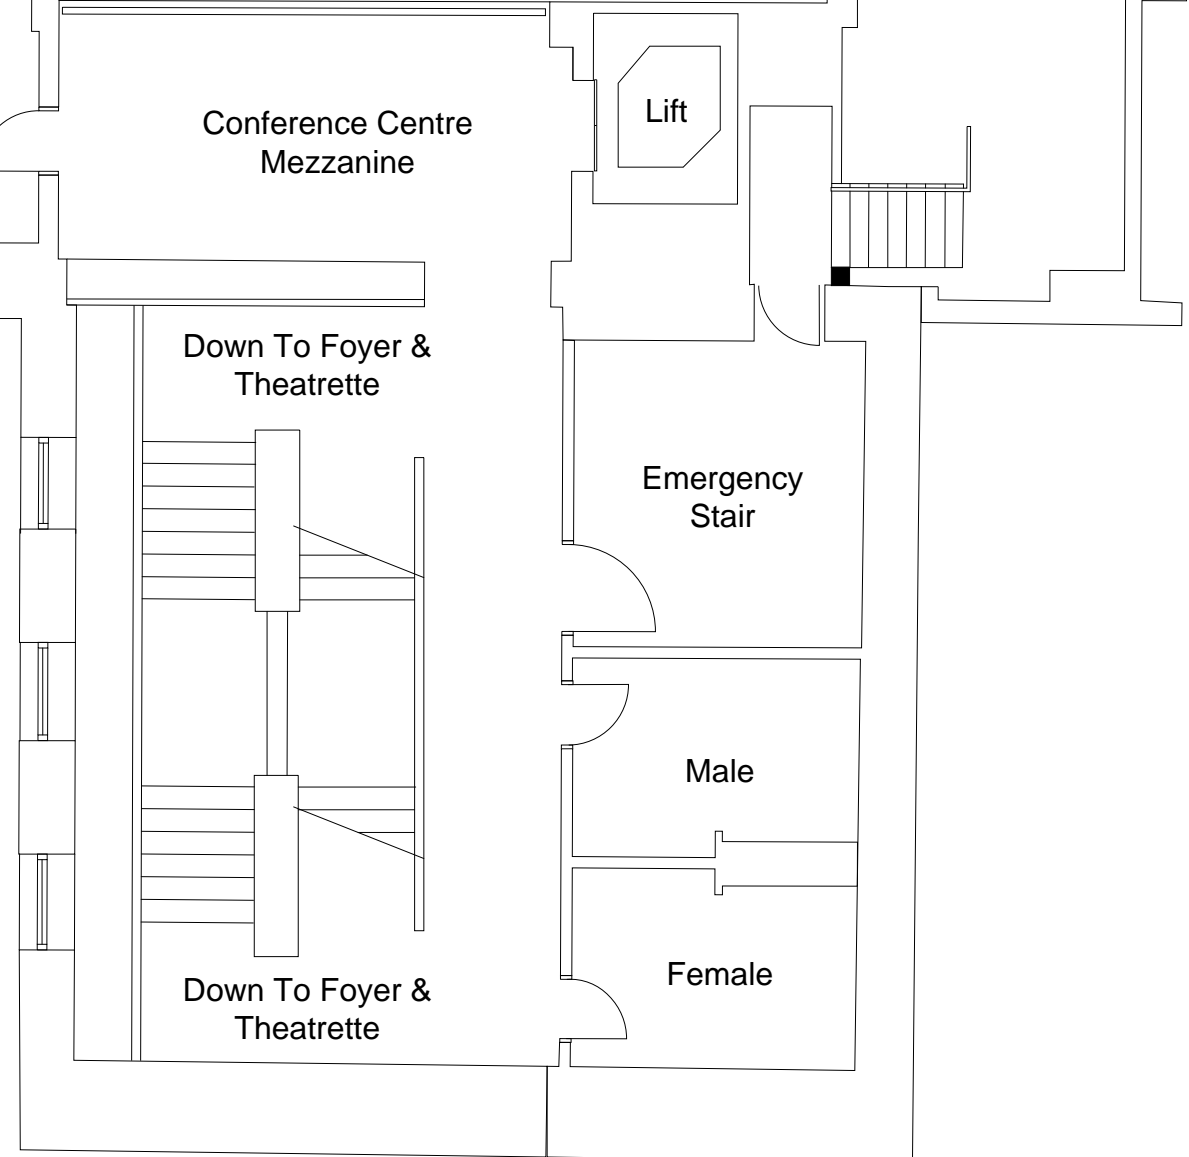 Conference Centre
Mezzanine
Lift
Down To Foyer &
Theatrette
Emergency
Stair
Male
Female
Down To Foyer &
Theatrette